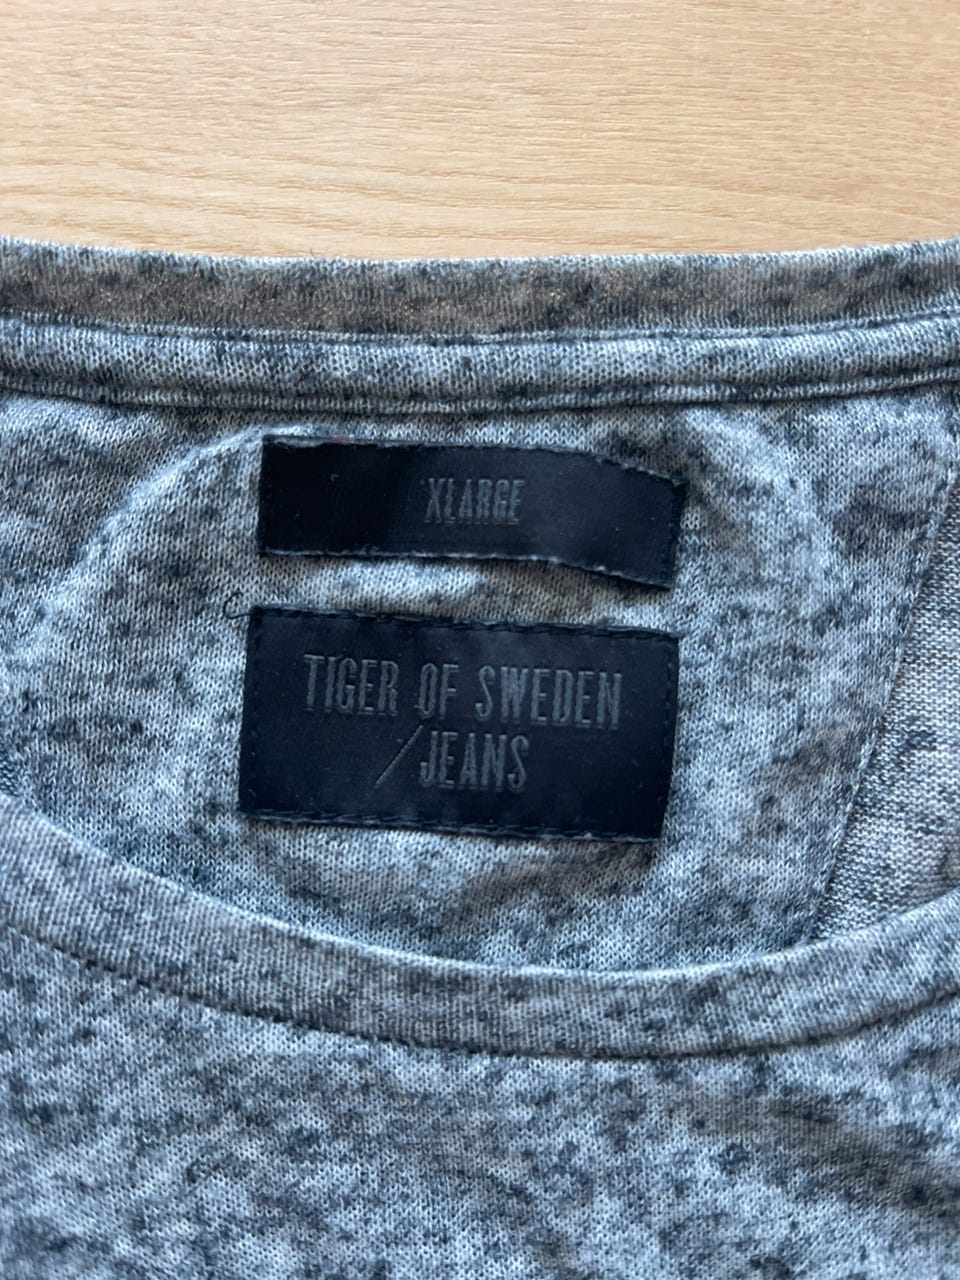 XLARGE
TIGER OF SWEDEN
/JEANS